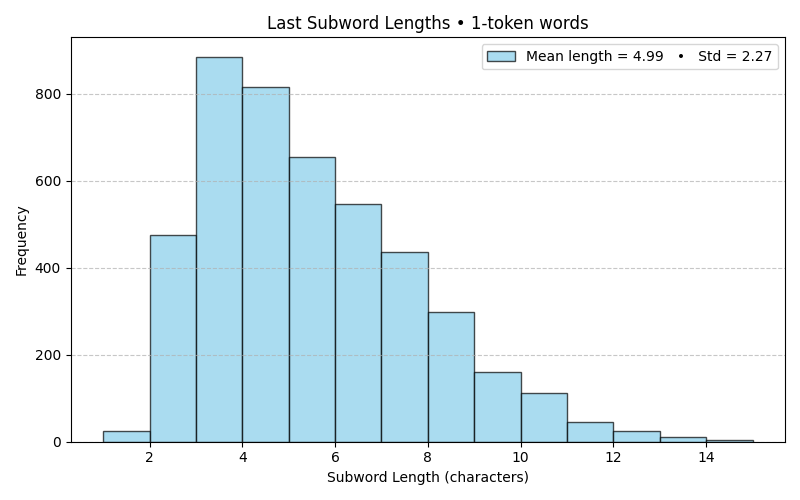 Last Subword Lengths • 1-token words
Mean length = 4.99 • Std = 2.27
Frequency
800
600
400
200
0
2 4 6 8 10 12 14
Subword Length (characters)